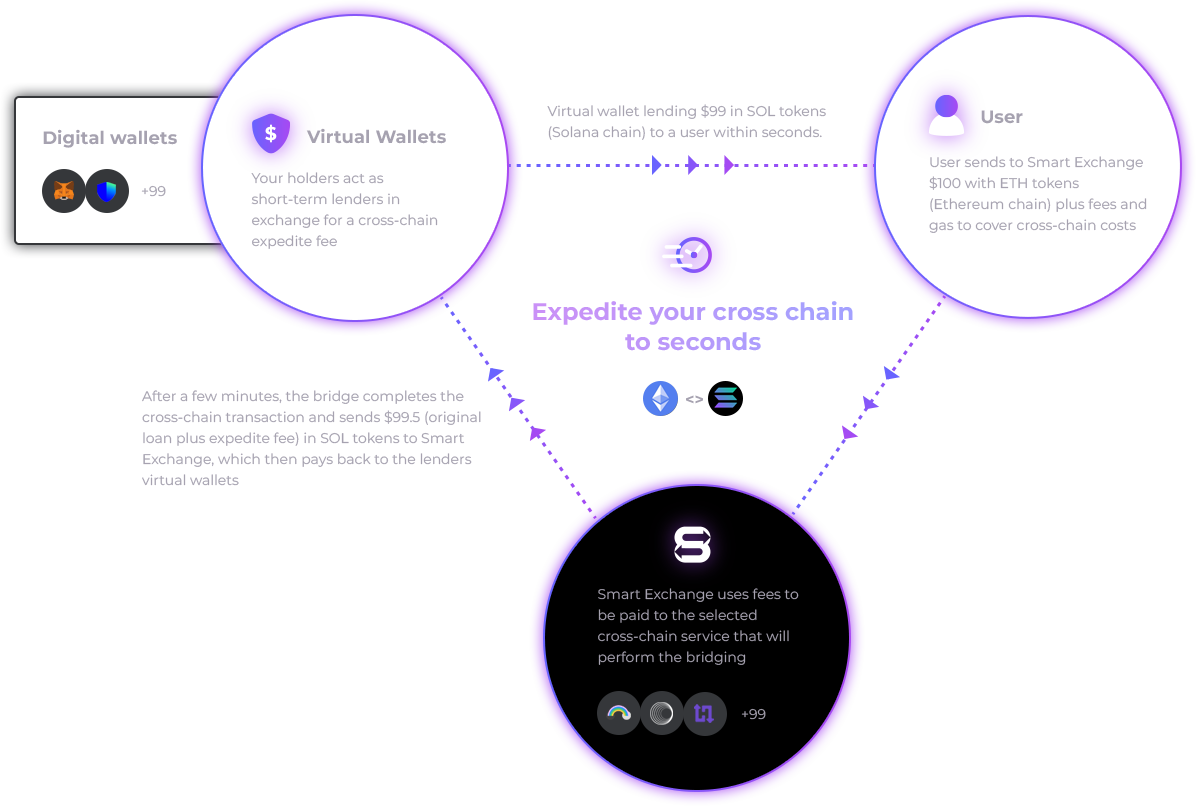 Digital wallets
+99
$
Virtual Wallets
Your holders act as
short-term lenders in
exchange for a cross-chain
expedite fee
Virtual wallet lending $99 in SOL tokens
(Solana chain) to a user within seconds.
User
User sends to Smart Exchange
$100 with ETH tokens
(Ethereum chain) plus fees and
gas to cover cross-chain costs
Expedite your cross chain
to seconds
<>
After a few minutes, the bridge completes the
cross-chain transaction and sends $99.5 (original
loan plus expedite fee) in SOL tokens to Smart
Exchange, which then pays back to the lenders
virtual wallets
Smart Exchange uses fees to
be paid to the selected
cross-chain service that will
perform the bridging
+99